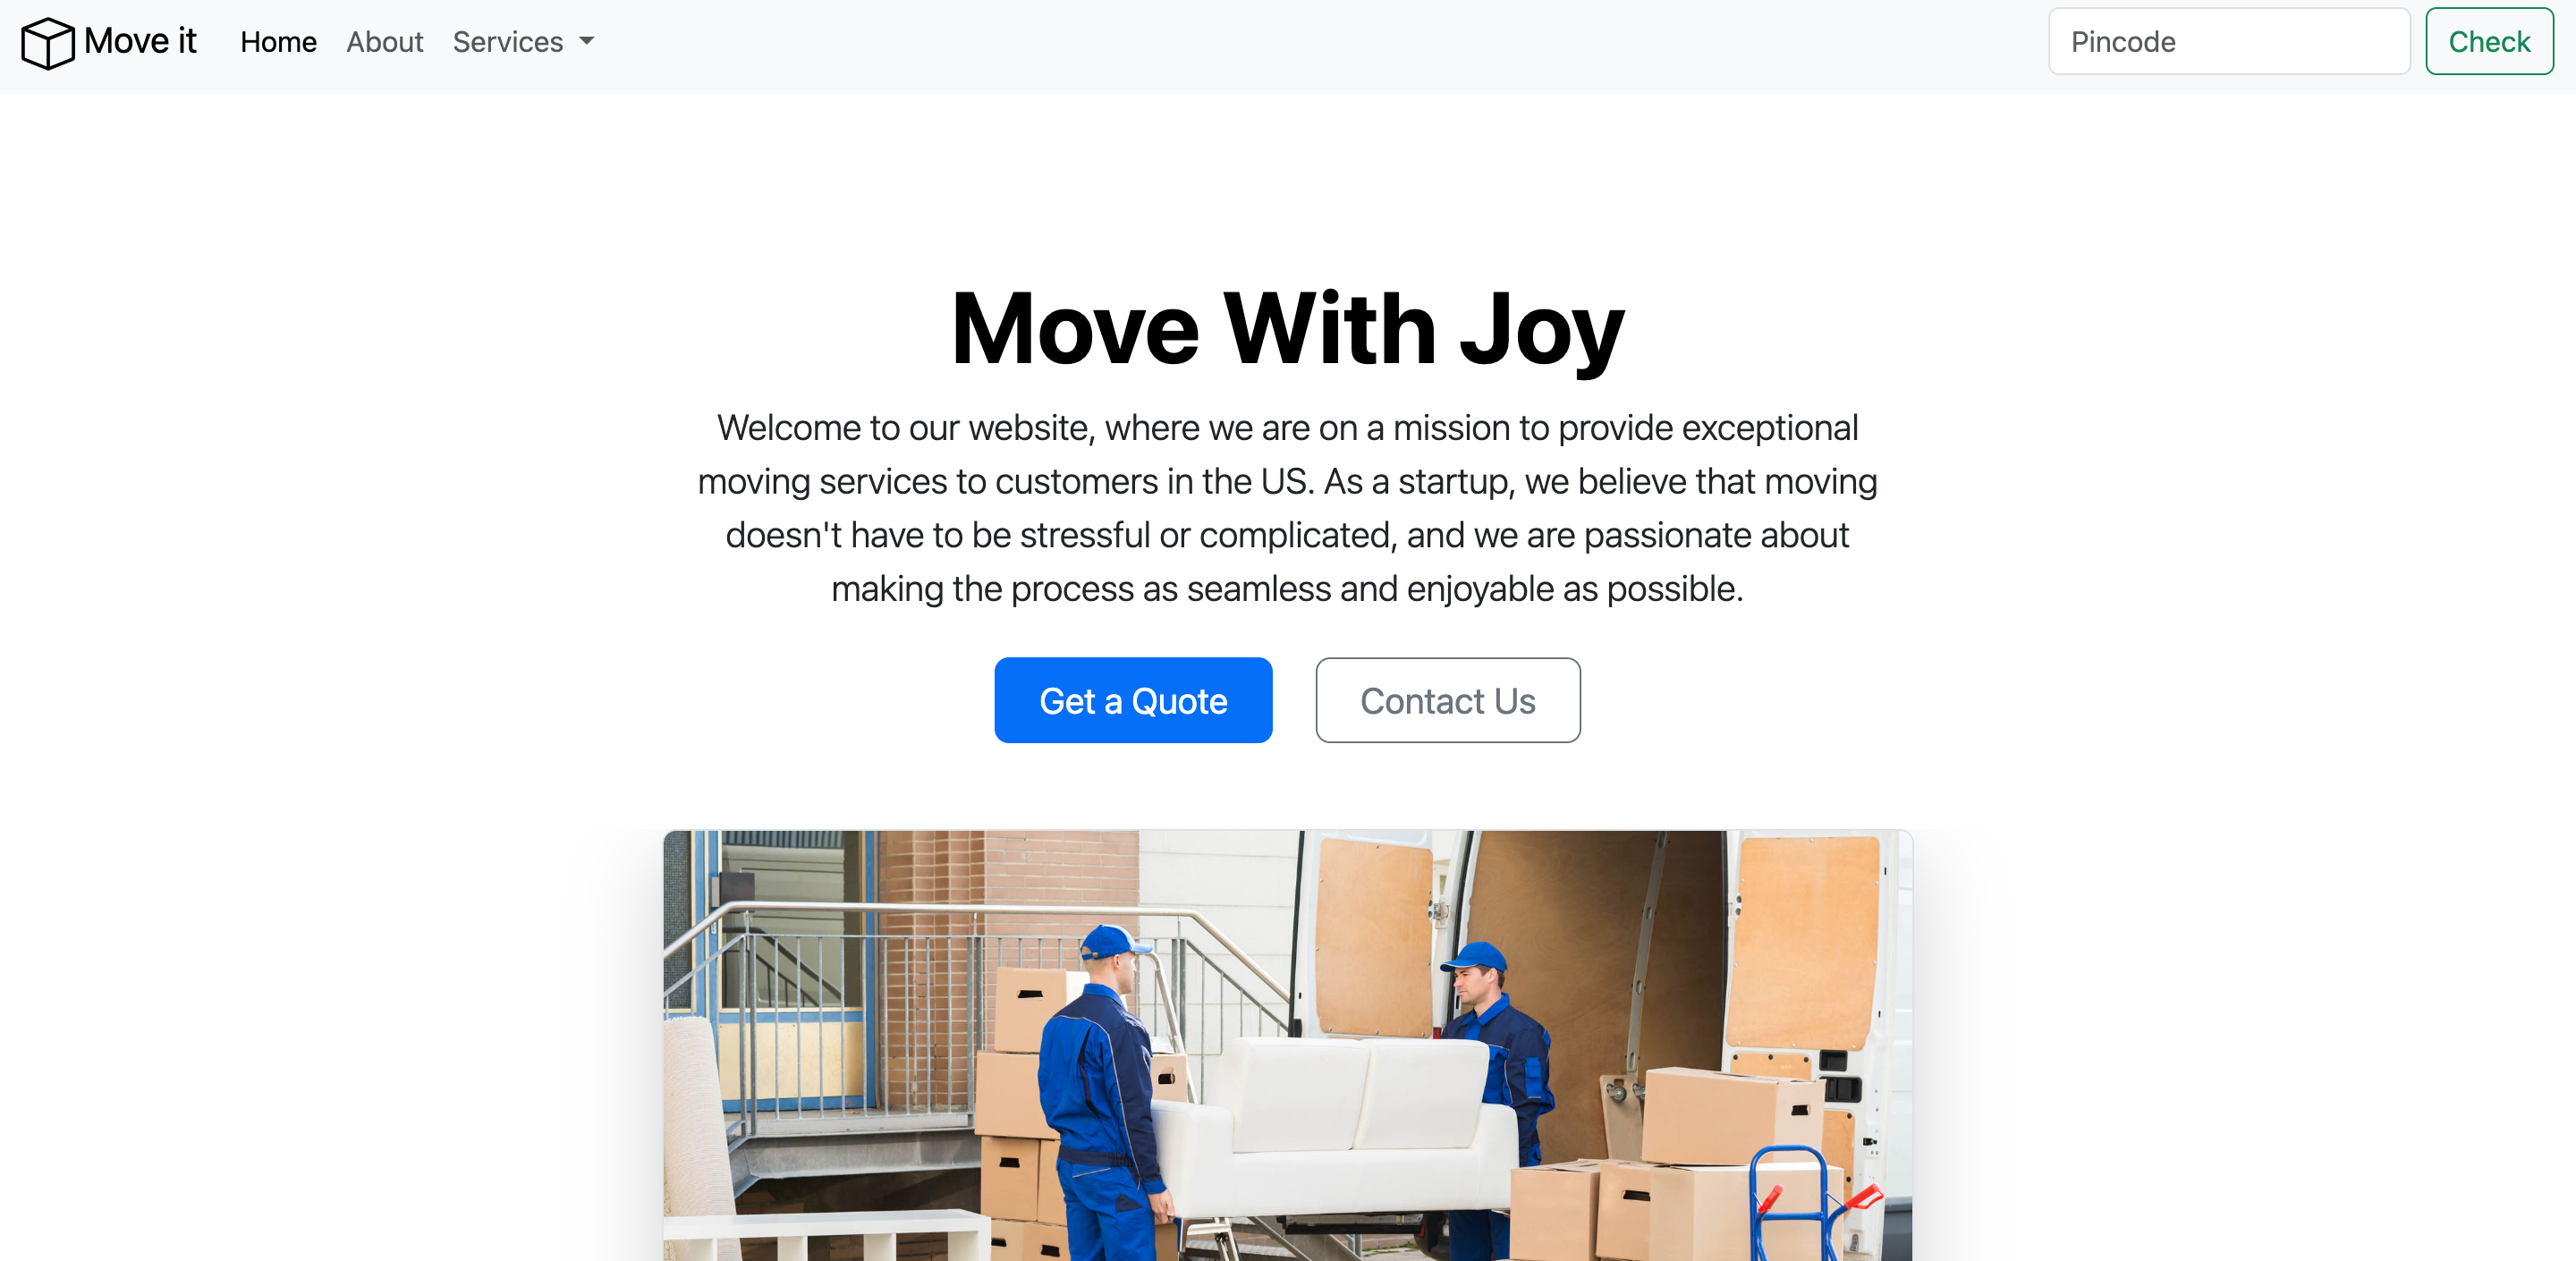 Move it Home About Services Pincode Check
Move With Joy
Welcome to our website, where we are on a mission to provide exceptional
moving services to customers in the US. As a startup, we believe that moving
doesn't have to be stressful or complicated, and we are passionate about
making the process as seamless and enjoyable as possible.
Get a Quote Contact Us